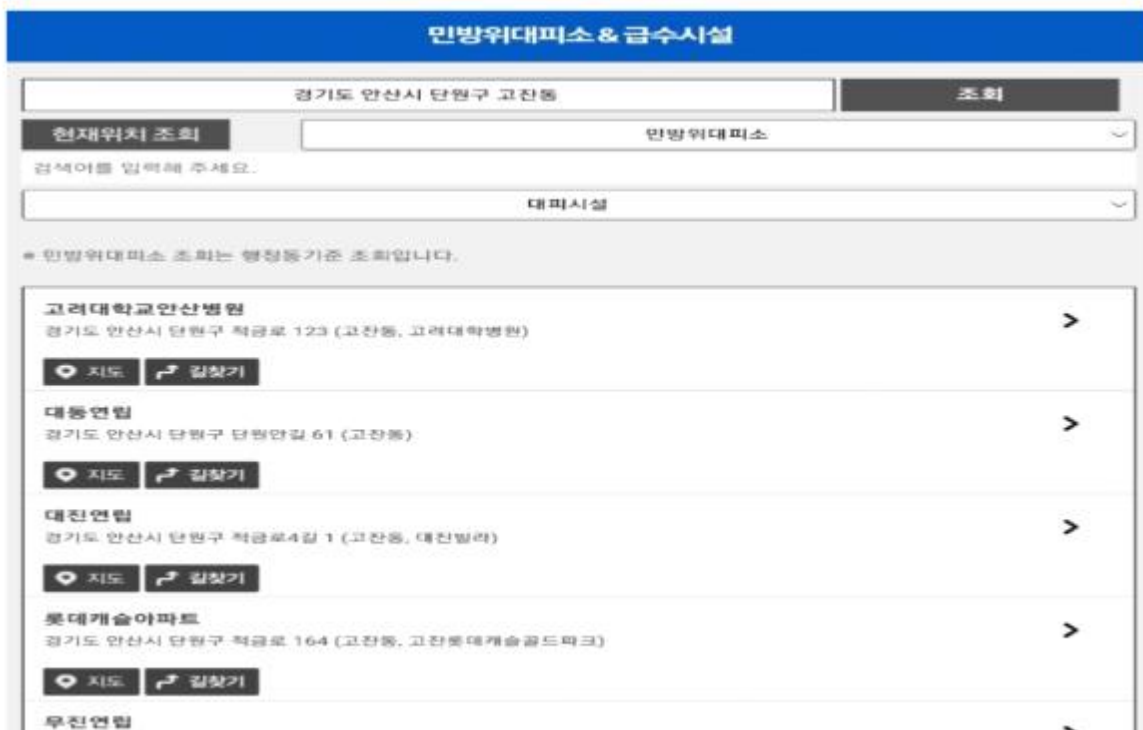 민방위대피소&급수시설
경기도 안산시 단원구 고잔동
조회
현재위치 조회
민방위대피소
검색어를 입력해 주세요.
대피시설
* 민방위대피소 조회는 행정동기준 조회입니다.
고려대학교안산병원
경기도 안산시 단원구 적금로 123 (고잔동, 고려대학병원)
지도 길찾기
대동연립
경기도 안산시 단원구 단원안길 61 (고잔동)
지도 길찾기
대진연립
경기도 안산시 단원구 적금로4길 1 (고잔동, 대진빌라)
지도 길찾기
롯데캐슬아파트
경기도 안산시 단원구 적금로 164 (고잔동, 고잔롯데캐슬골드파크)
지도 길찾기
우진연립